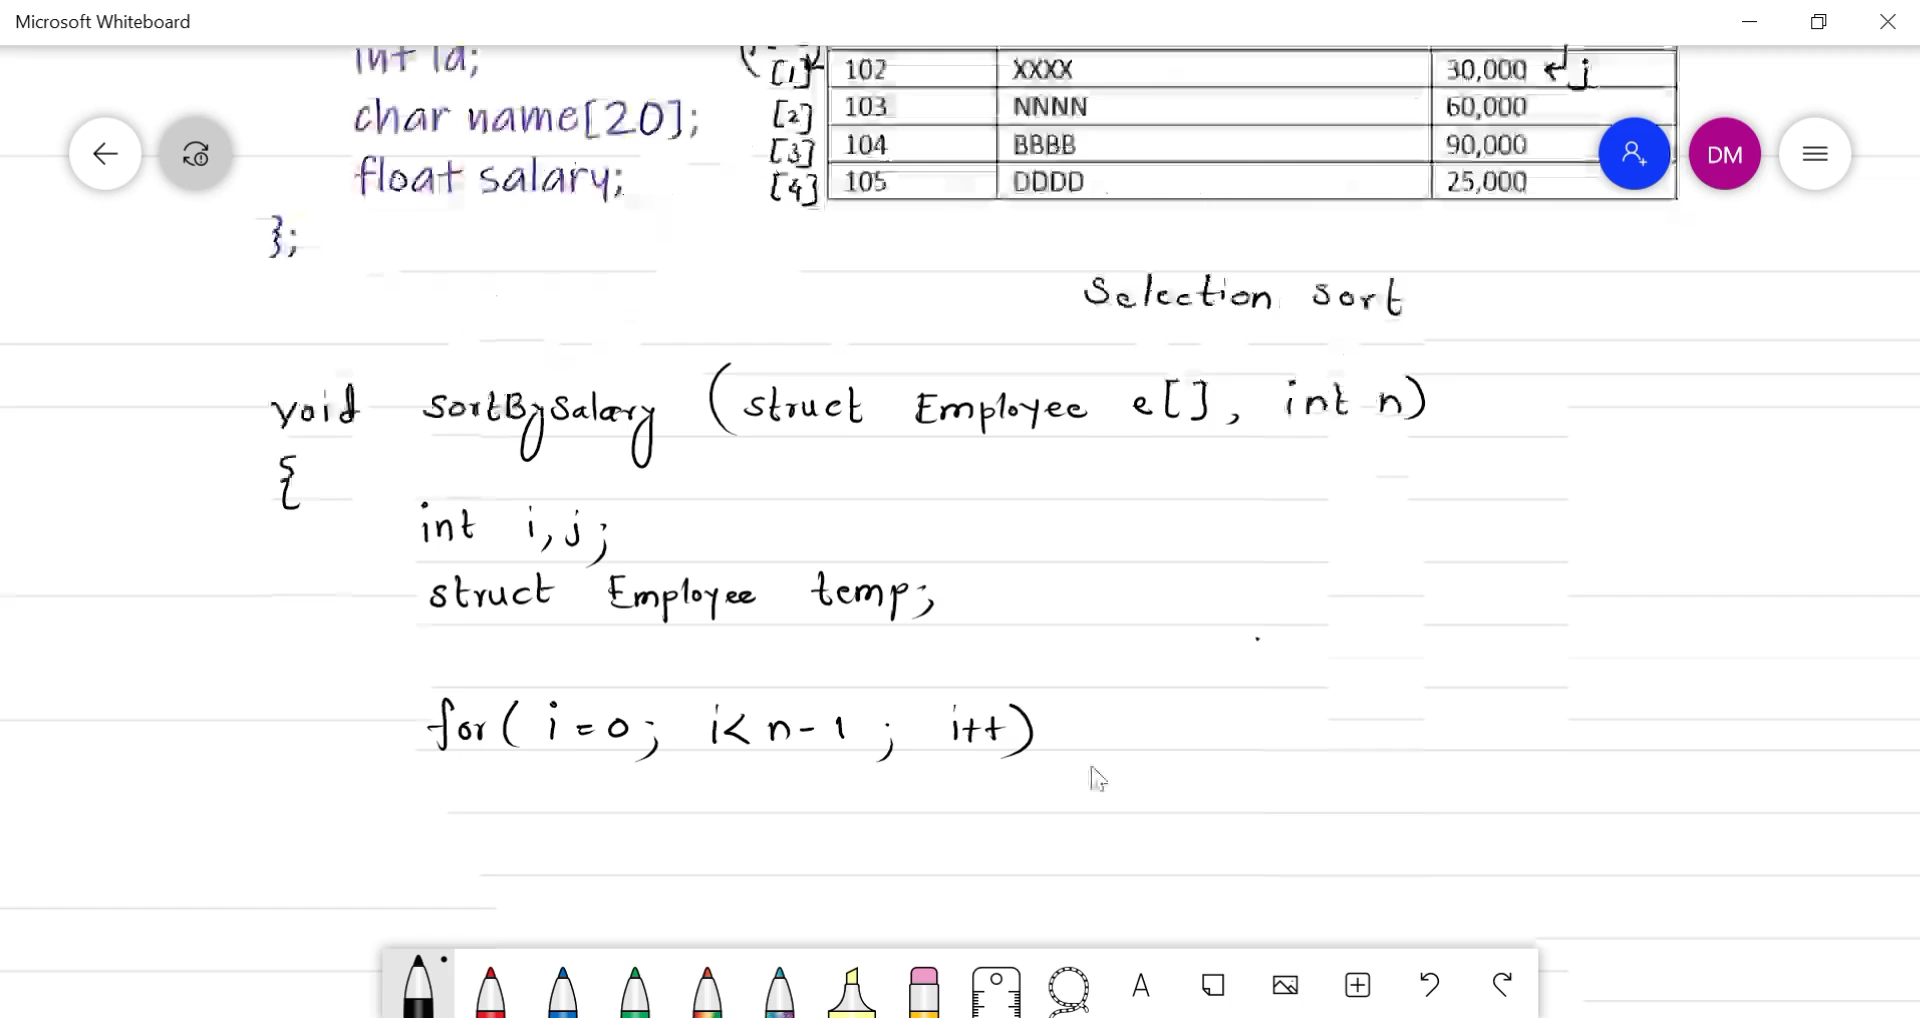 Microsoft Whiteboard
int id;
char name[20];
float salary;
};
[1] 102 XXXX 30,000 j
[2] 103 NNNN 60,000
[3] 104 BBBB 90,000
[4] 105 DDDD 25,000
DM
Selection sort
void sortBySalary (struct Employee e[], int n)
{
int i,j;
struct Employee temp;
for( i=0; i< n-1 ; i++)
A